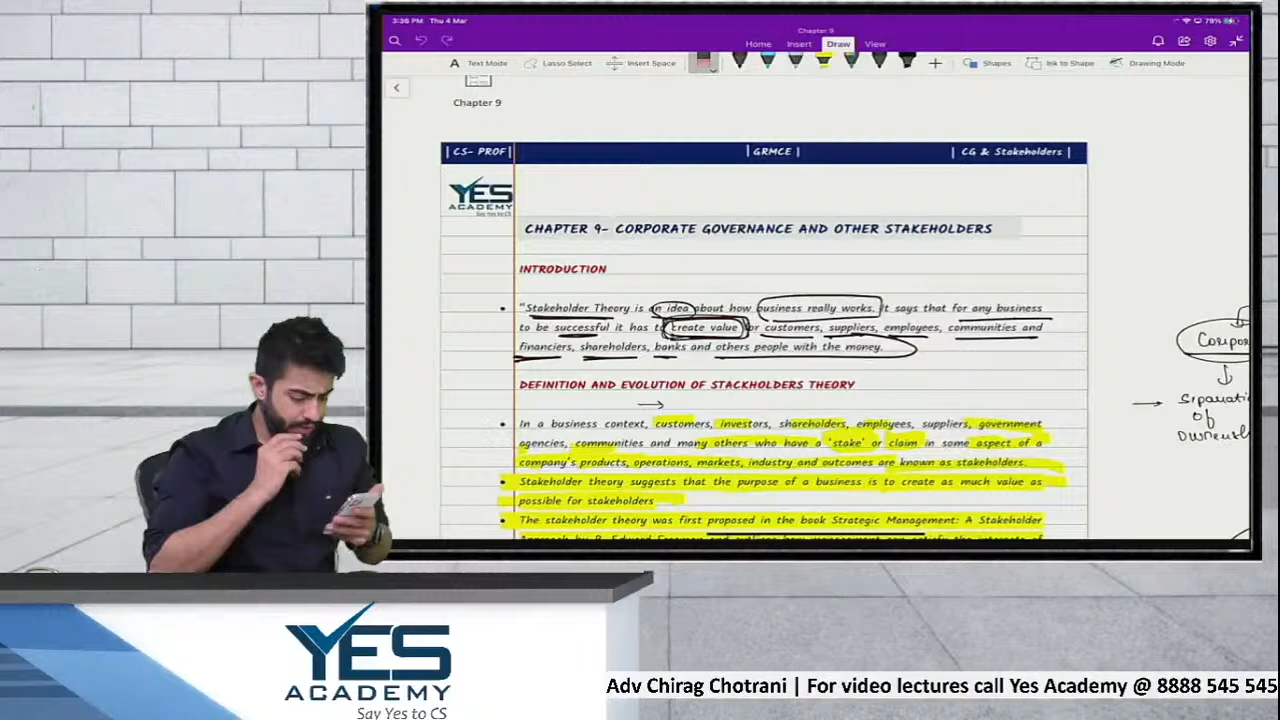 3:36 PM Thu 4 Mar
79%
Chapter 9
Home Insert Draw View
Text Mode Lasso Select Insert Space Shapes Ink to Shape Drawing Mode
Chapter 9
| CS- PROF| |GRMCE | | CG & Stakeholders |
YES
ACADEMY
Say Yes to CS
CHAPTER 9- CORPORATE GOVERNANCE AND OTHER STAKEHOLDERS
INTRODUCTION
• "Stakeholder Theory is an idea about how business really works. It says that for any business
to be successful it has to create value for customers, suppliers, employees, communities and
financiers, shareholders, banks and others people with the money.
DEFINITION AND EVOLUTION OF STACKHOLDERS THEORY
• In a business context, customers, investors, shareholders, employees, suppliers, government
agencies, communities and many others who have a 'stake' or claim in some aspect of a
company's products, operations, markets, industry and outcomes are known as stakeholders.
• Stakeholder theory suggests that the purpose of a business is to create as much value as
possible for stakeholders
• The stakeholder theory was first proposed in the book Strategic Management: A Stakeholder
of
YES
ACADEMY
Say Yes to CS
Adv Chirag Chotrani | For video lectures call Yes Academy @ 8888 545 545